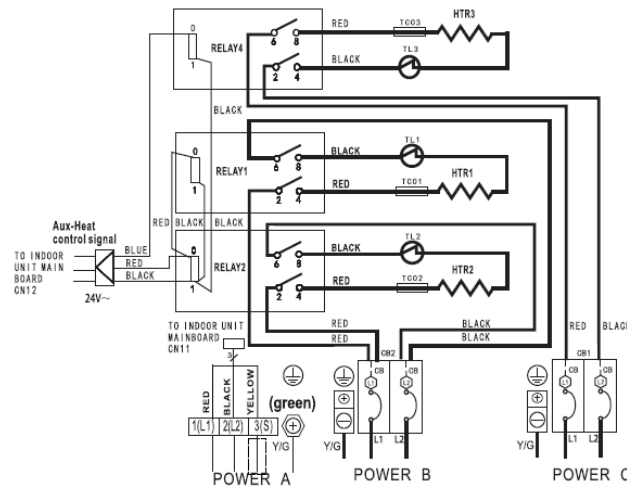 RED TCO3 HTR3
0 6 8
RELAY4
1 2 4 TL3
BLACK
BLACK
TL1
0 6 8 BLACK
RELAY1 HTR1
1 2 4 RED TCO1
RED BLACK BLACK
Aux-Heat
control signal
TL2
BLUE 0 6 8 BLACK
TO INDOOR
UNIT MAIN RED RELAY2 HTR2
BOARD BLACK 1 2 4 RED TCO2
CN12
24V~
TO INDOOR UNIT
MAINBOARD
CN11
RED BLACK
RED BLACK
RED BLACK
3
CB2 CB1
CB CB CB CB
L1 L2 L1 L2
RED BLACK YELLOW
(green)
1(L1) 2(L2) 3(S)
Y/G Y/G L1 L2 Y/G L1 L2
POWER A POWER B POWER C